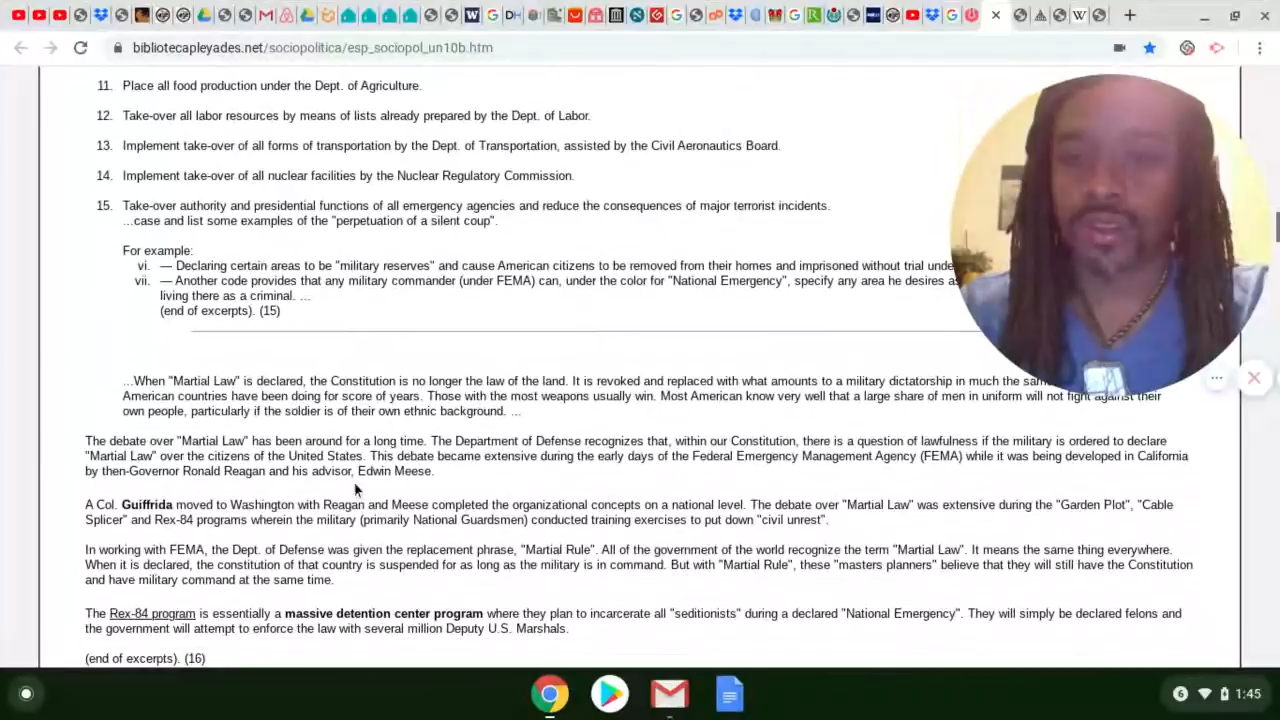 bibliotecapleyades.net/sociopolitica/esp_sociopol_un10b.htm
11. Place all food production under the Dept. of Agriculture.
12. Take-over all labor resources by means of lists already prepared by the Dept. of Labor.
13. Implement take-over of all forms of transportation by the Dept. of Transportation, assisted by the Civil Aeronautics Board.
14. Implement take-over of all nuclear facilities by the Nuclear Regulatory Commission.
15. Take-over authority and presidential functions of all emergency agencies and reduce the consequences of major terrorist incidents.
...case and list some examples of the "perpetuation of a silent coup".
For example:
vi. — Declaring certain areas to be "military reserves" and cause American citizens to be removed from their homes and imprisoned without trial
vii. — Another code provides that any military commander (under FEMA) can, under the color for "National Emergency", specify any area he desires
living there as a criminal. ...
(end of excerpts). (15)
...When "Martial Law" is declared, the Constitution is no longer the law of the land. It is revoked and replaced with what amounts to a military dictatorship in much the
American countries have been doing for score of years. Those with the most weapons usually win. Most American know very well that a large share of men in uniform will not fight against their
own people, particularly if the soldier is of their own ethnic background. ...
The debate over "Martial Law" has been around for a long time. The Department of Defense recognizes that, within our Constitution, there is a question of lawfulness if the military is ordered to declare
"Martial Law" over the citizens of the United States. This debate became extensive during the early days of the Federal Emergency Management Agency (FEMA) while it was being developed in California
by then-Governor Ronald Reagan and his advisor, Edwin Meese.
A Col. Guiffrida moved to Washington with Reagan and Meese completed the organizational concepts on a national level. The debate over "Martial Law" was extensive during the "Garden Plot", "Cable
Splicer" and Rex-84 programs wherein the military (primarily National Guardsmen) conducted training exercises to put down "civil unrest".
In working with FEMA, the Dept. of Defense was given the replacement phrase, "Martial Rule". All of the government of the world recognize the term "Martial Law". It means the same thing everywhere.
When it is declared, the constitution of that country is suspended for as long as the military is in command. But with "Martial Rule", these "masters planners" believe that they will still have the Constitution
and have military command at the same time.
The Rex-84 program is essentially a massive detention center program where they plan to incarcerate all "seditionists" during a declared "National Emergency". They will simply be declared felons and
the government will attempt to enforce the law with several million Deputy U.S. Marshals.
(end of excerpts). (16)
6 1:45